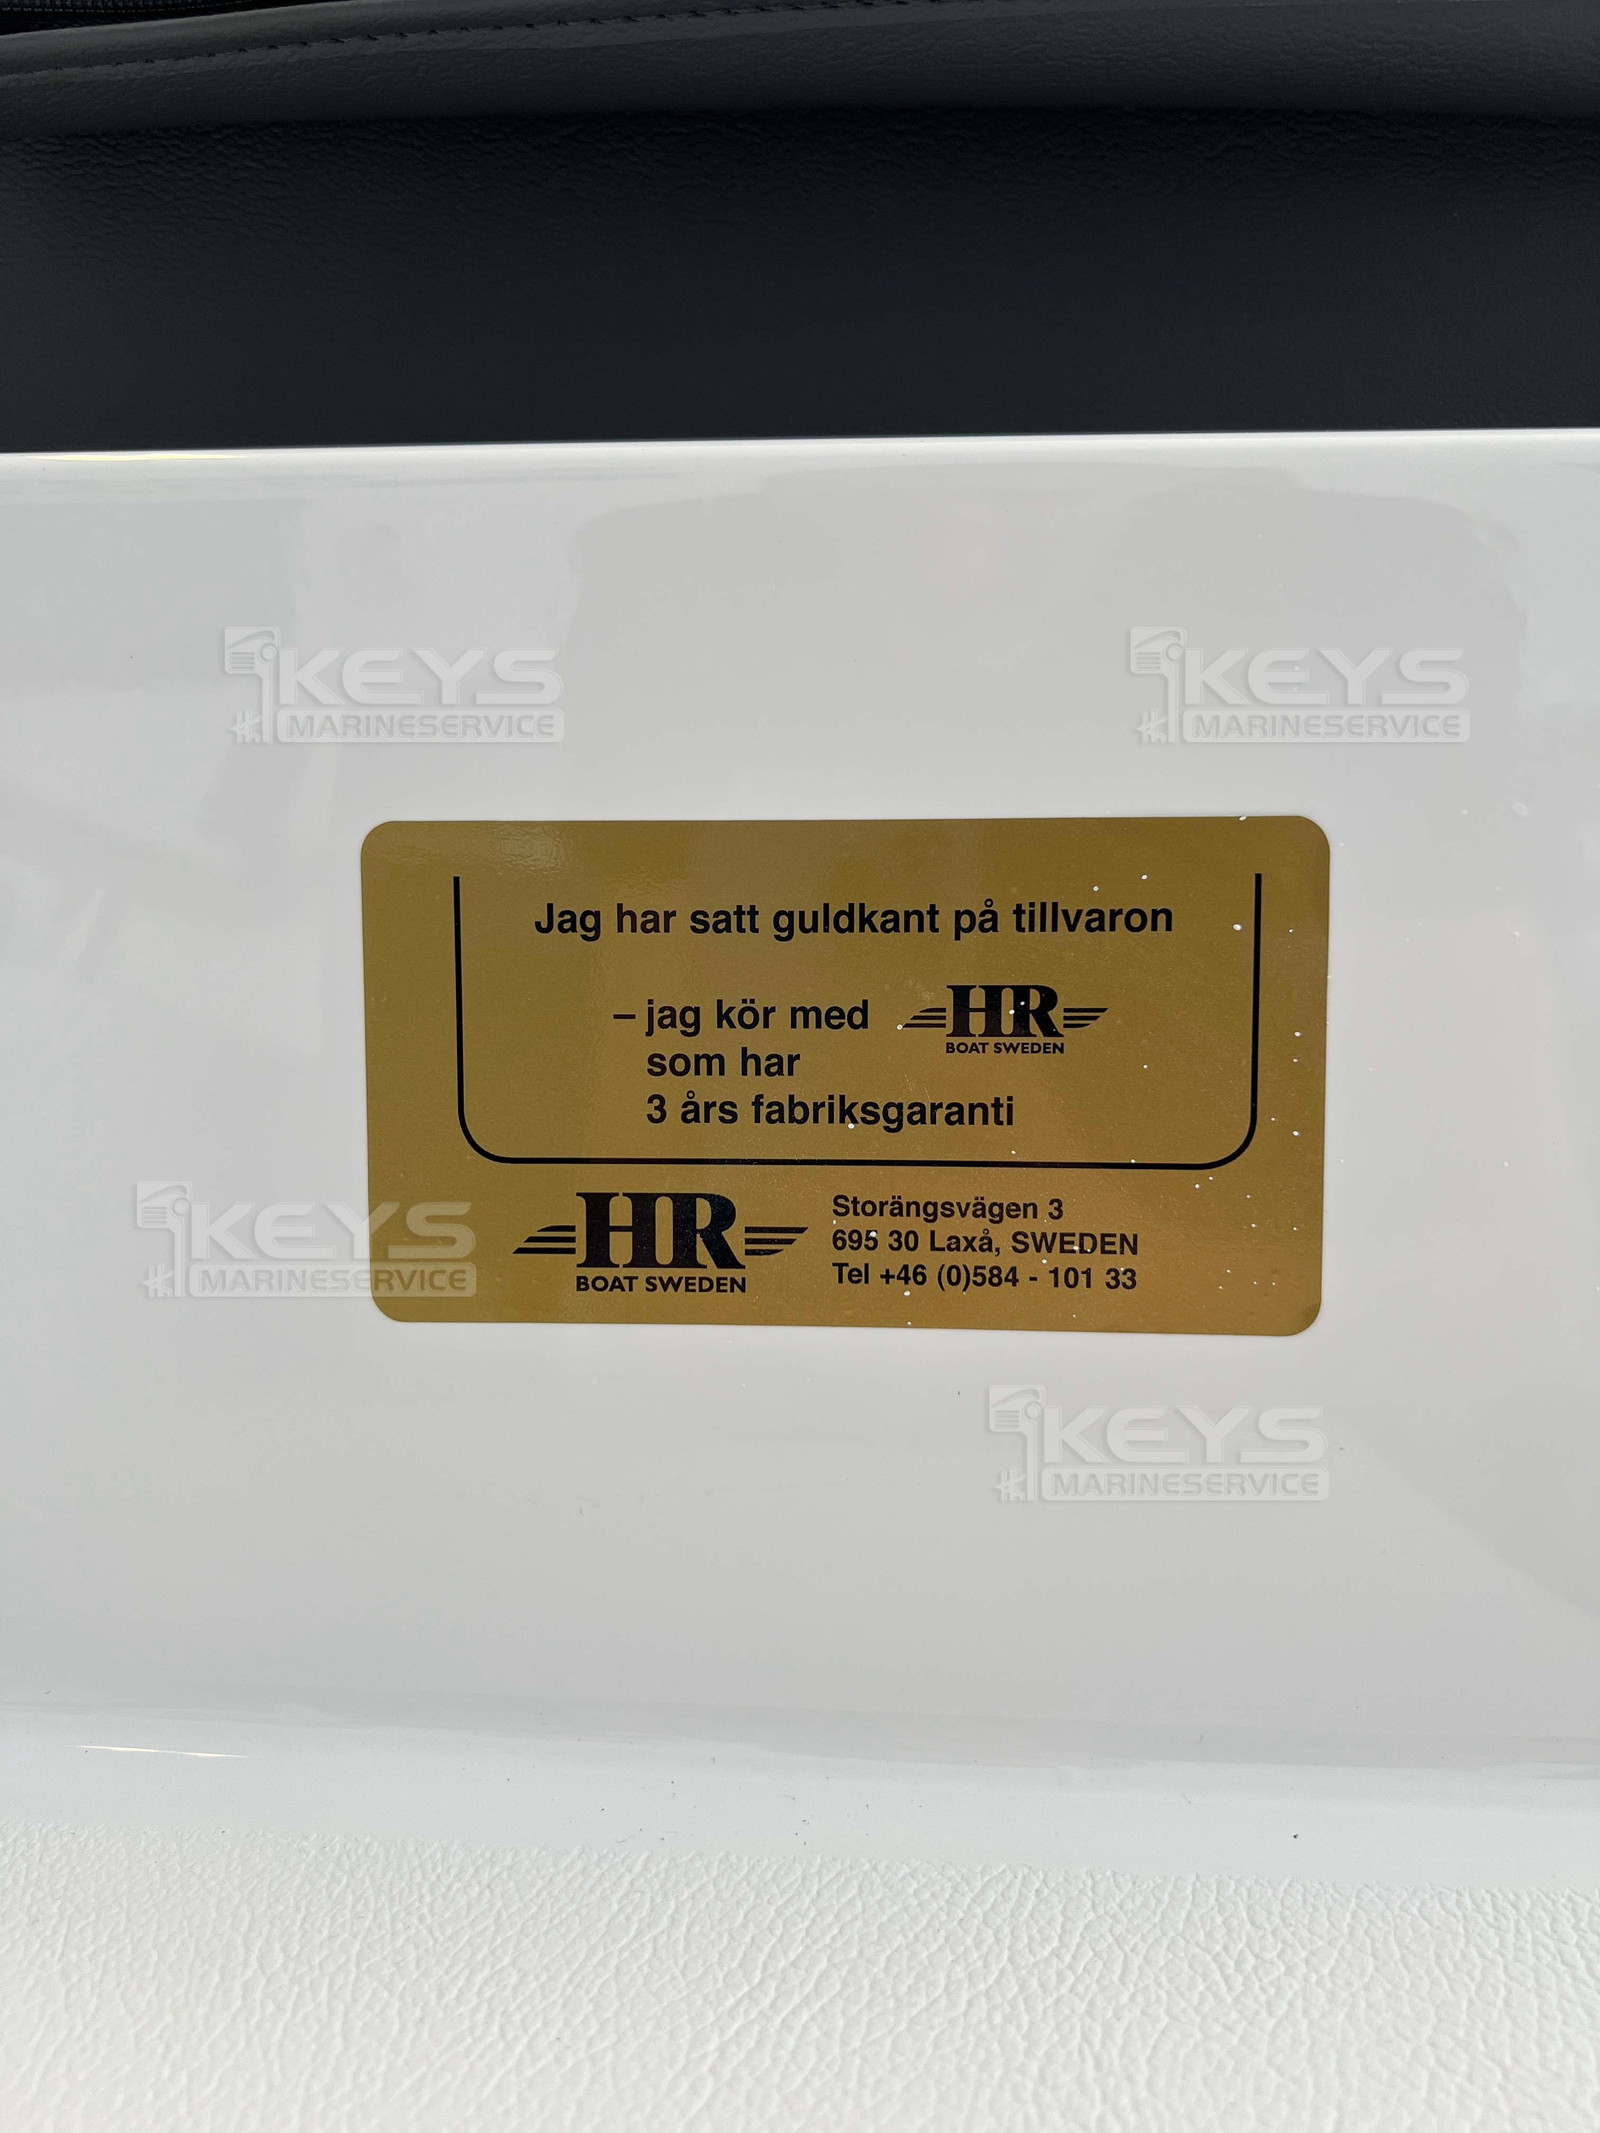 KEYS
MARINESERVICE
KEYS
MARINESERVICE
Jag har satt guldkant på tillvaron
– jag kör med HR
BOAT SWEDEN
som har
3 års fabriksgaranti
HR
BOAT SWEDEN
Storängsvägen 3
695 30 Laxå, SWEDEN
Tel +46 (0)584 - 101 33
KEYS
MARINESERVICE
KEYS
MARINESERVICE